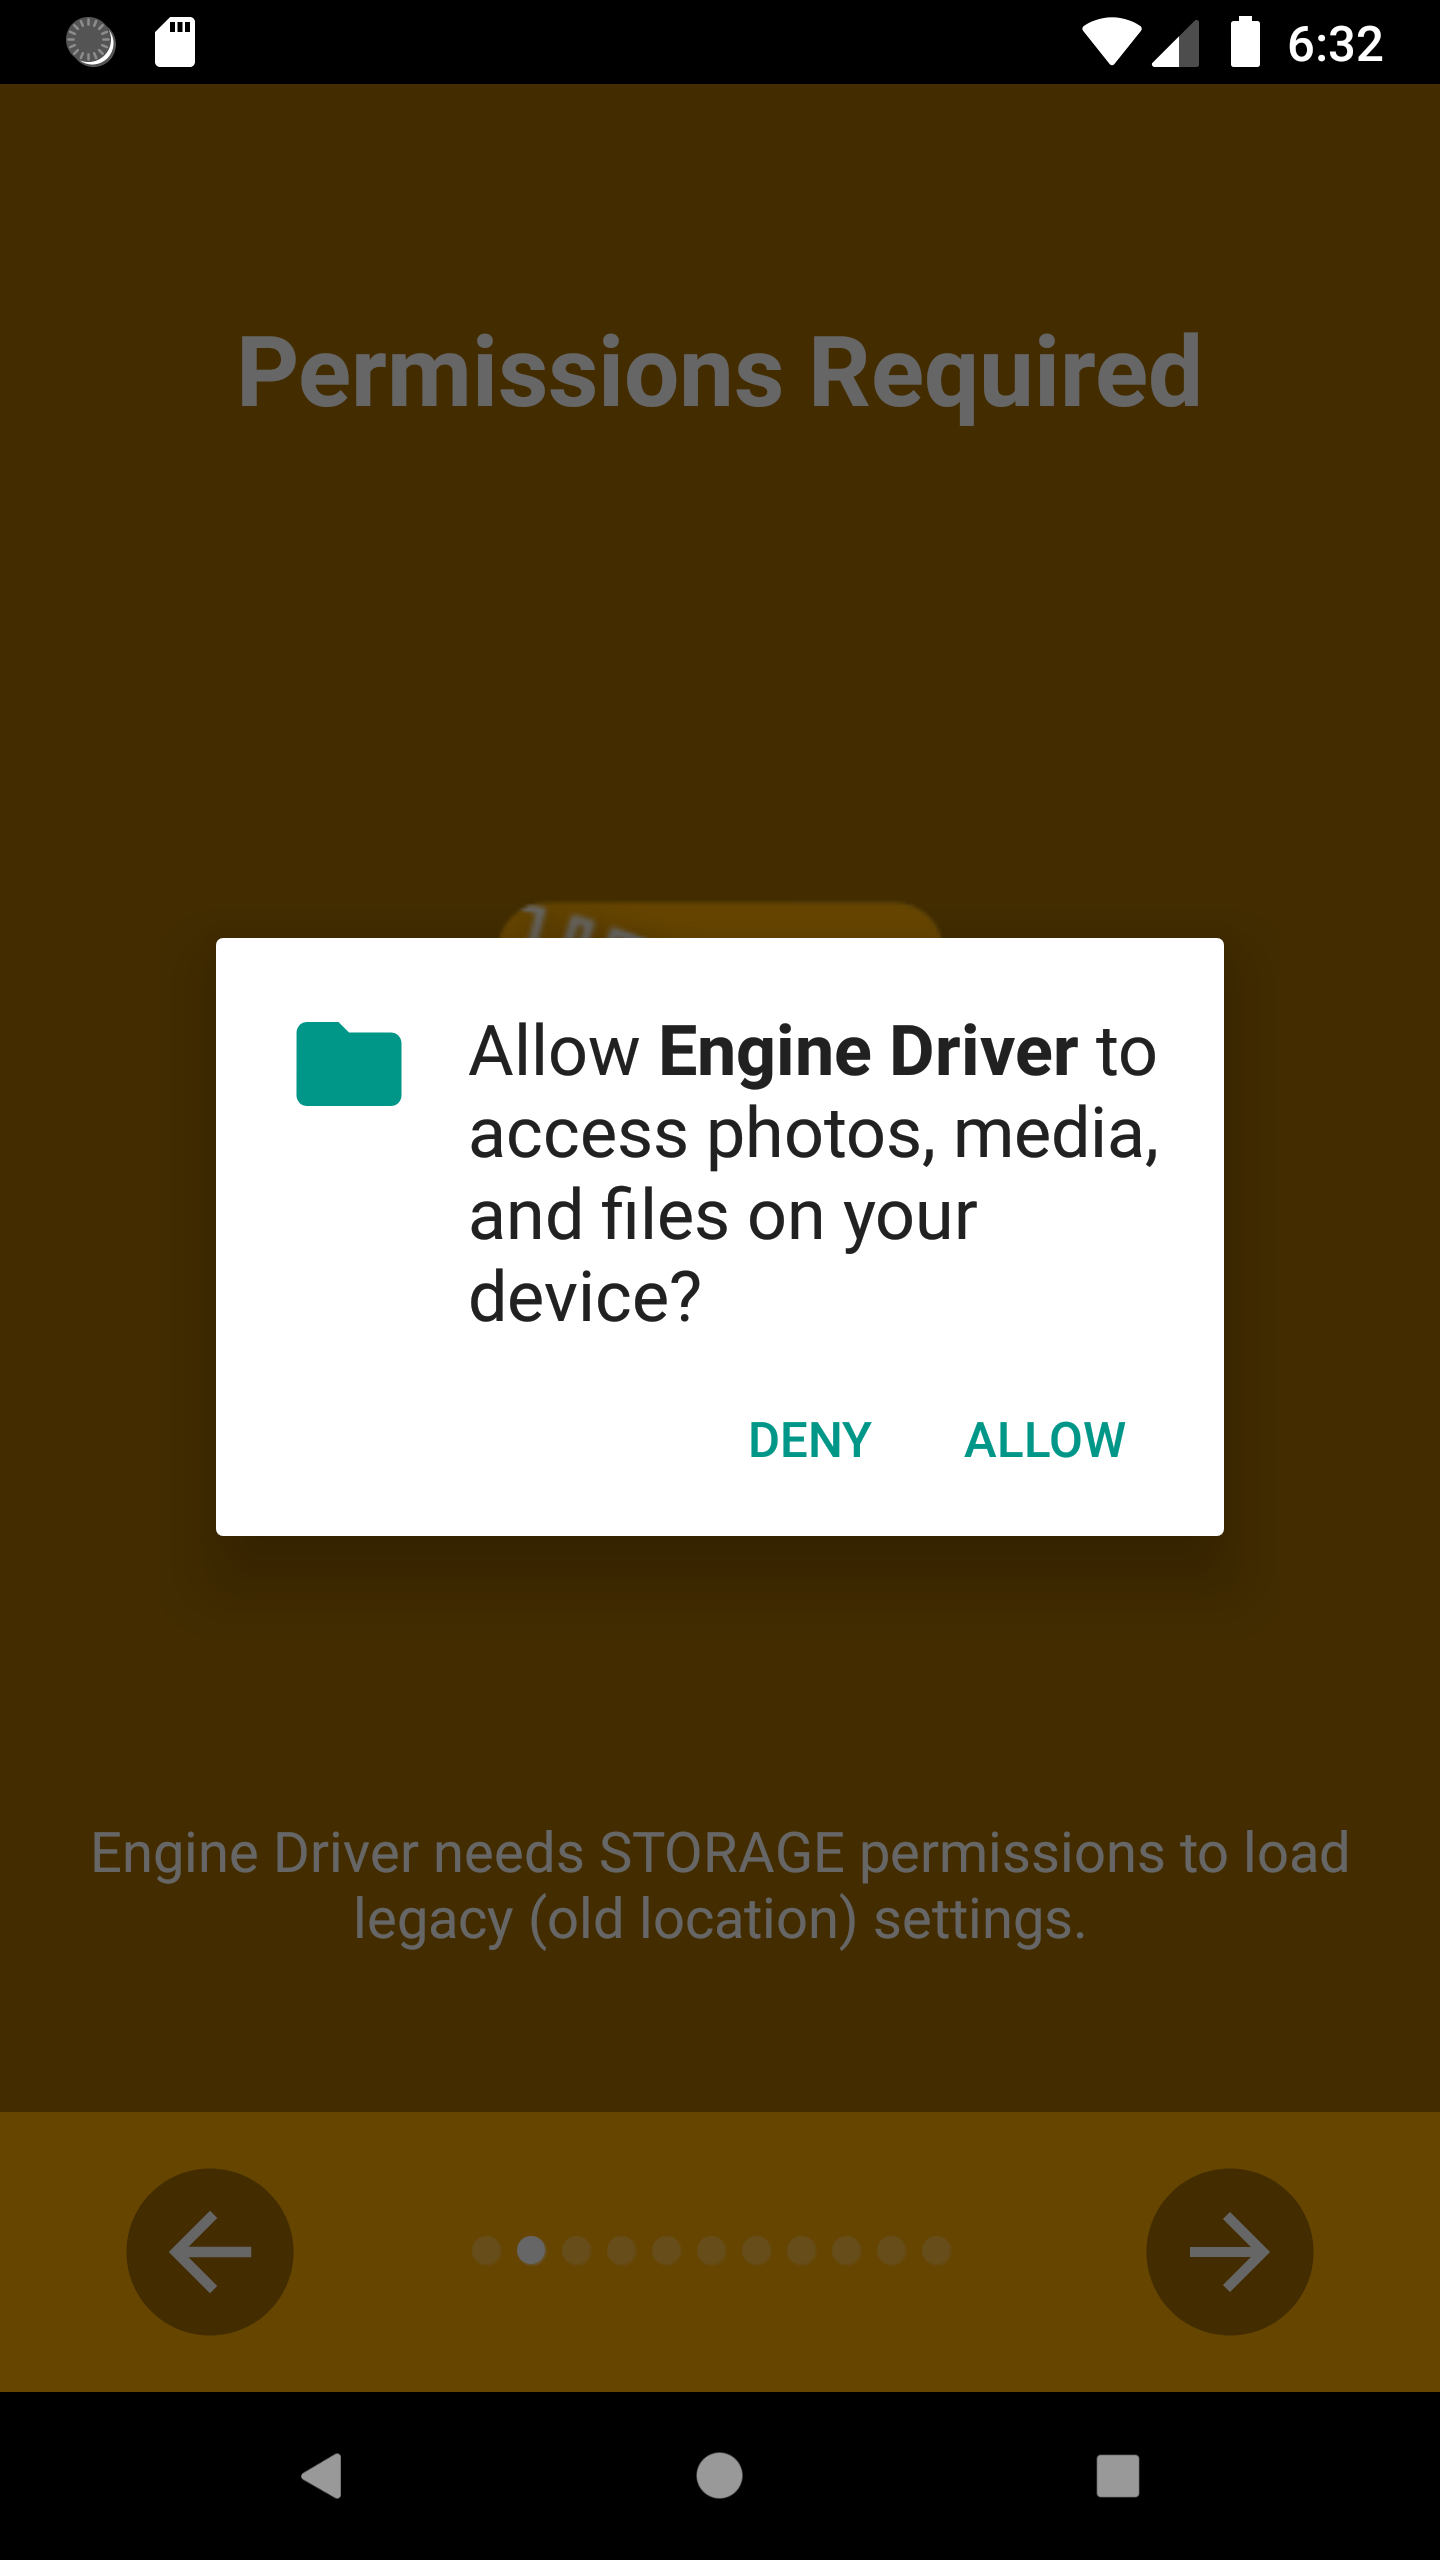 6:32
Permissions Required
Allow Engine Driver to
access photos, media,
and files on your
device?
DENY ALLOW
Engine Driver needs STORAGE permissions to load
legacy (old location) settings.